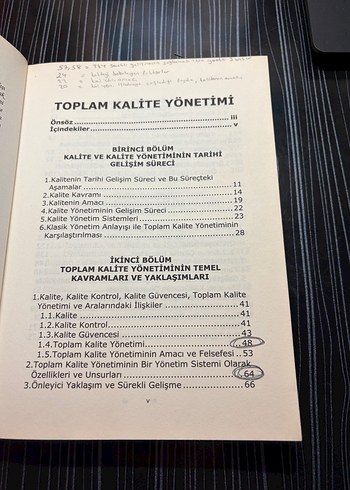 53,58 =
24 =
TOPLAM KALİTE YÖNETİMİ
Önsöz ............................................................ iii
İçindekiler ..................................................... v
BİRİNCİ BÖLÜM
KALİTE VE KALİTE YÖNETİMİNİN TARİHİ
GELİŞİM SÜRECİ
1.Kalitenin Tarihi Gelişim Süreci ve Bu Süreçteki
Aşamalar ..................................................... 11
2.Kalite Kavramı ............................................. 14
3.Kalitenin Amacı ............................................ 19
4.Kalite Yönetiminin Gelişim Süreci ...................... 22
5.Kalite Yönetim Sistemleri ................................ 23
6.Klasik Yönetim Anlayışı ile Toplam Kalite Yönetiminin
Karşılaştırılması ............................................. 28
İKİNCİ BÖLÜM
TOPLAM KALİTE YÖNETİMİNİN TEMEL
KAVRAMLARI VE YAKLAŞIMLARI
1.Kalite, Kalite Kontrol, Kalite Güvencesi, Toplam Kalite
Yönetimi ve Aralarındaki İlişkiler ........................ 41
1.1.Kalite ..................................................... 41
1.2.Kalite Kontrol ........................................... 41
1.3.Kalite Güvencesi ....................................... 43
1.4.Toplam Kalite Yönetimi............................... 48
1.5.Toplam Kalite Yönetiminin Amacı ve Felsefesi .. 53
2.Toplam Kalite Yönetiminin Bir Yönetim Sistemi Olarak
Özellikleri ve Unsurları ..................................... 64
3.Önleyici Yaklaşım ve Sürekli Gelişme .................. 66
v